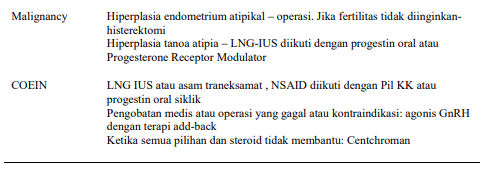 Malignancy Hiperplasia endometrium atipikal – operasi. Jika fertilitas tidak diinginkan-
histerektomi
Hiperplasia tanoa atipia – LNG-IUS diikuti dengan progestin oral atau
Progesterone Receptor Modulator
COEIN LNG IUS atau asam traneksamat , NSAID diikuti dengan Pil KK atau
progestin oral siklik
Pengobatan medis atau operasi yang gagal atau kontraindikasi: agonis GnRH
dengan terapi add-back
Ketika semua pilihan dan steroid tidak membantu: Centchroman